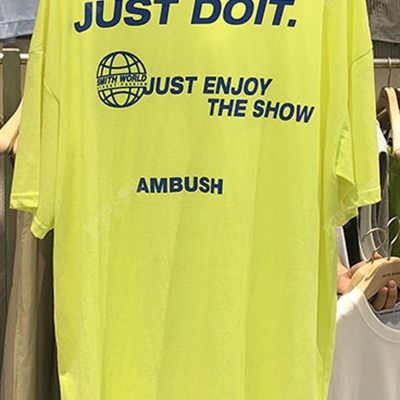 JUST DOIT.
SMITH WORLD
JUST ENJOY
THE SHOW
AMBUSH